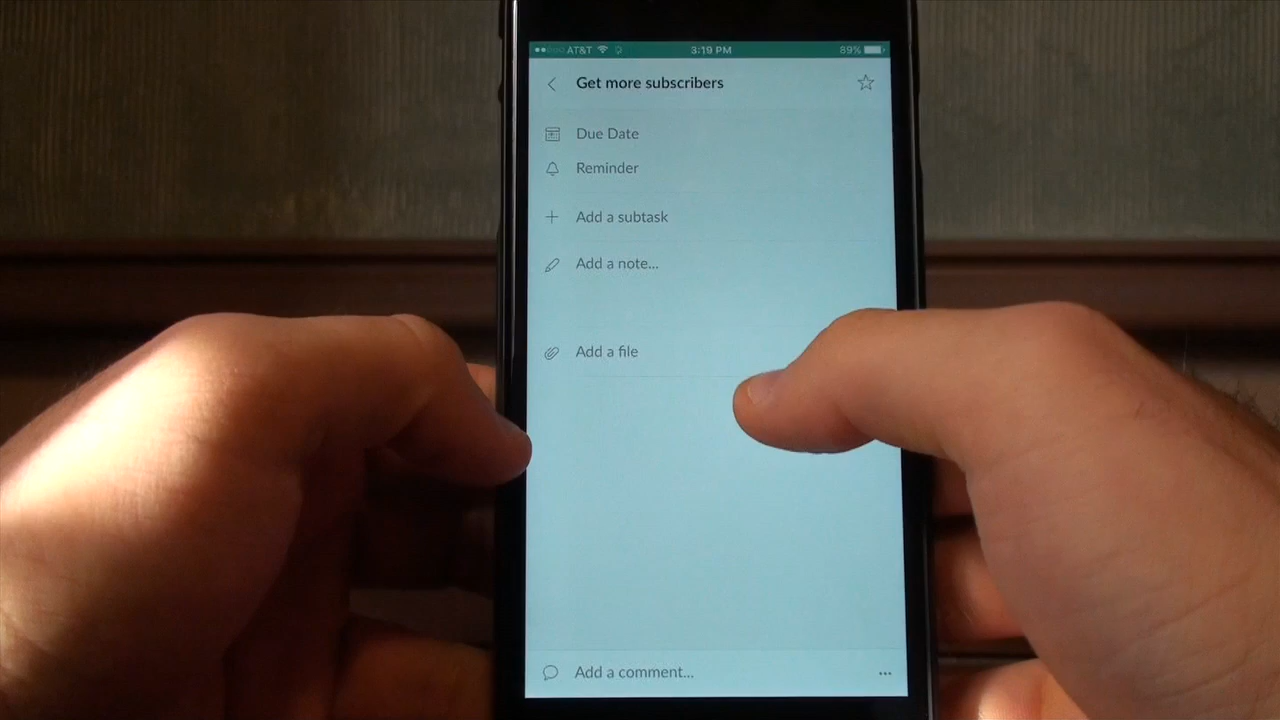 AT&T 3:19 PM 89%
Get more subscribers
Due Date
Reminder
Add a subtask
Add a note...
Add a file
Add a comment...